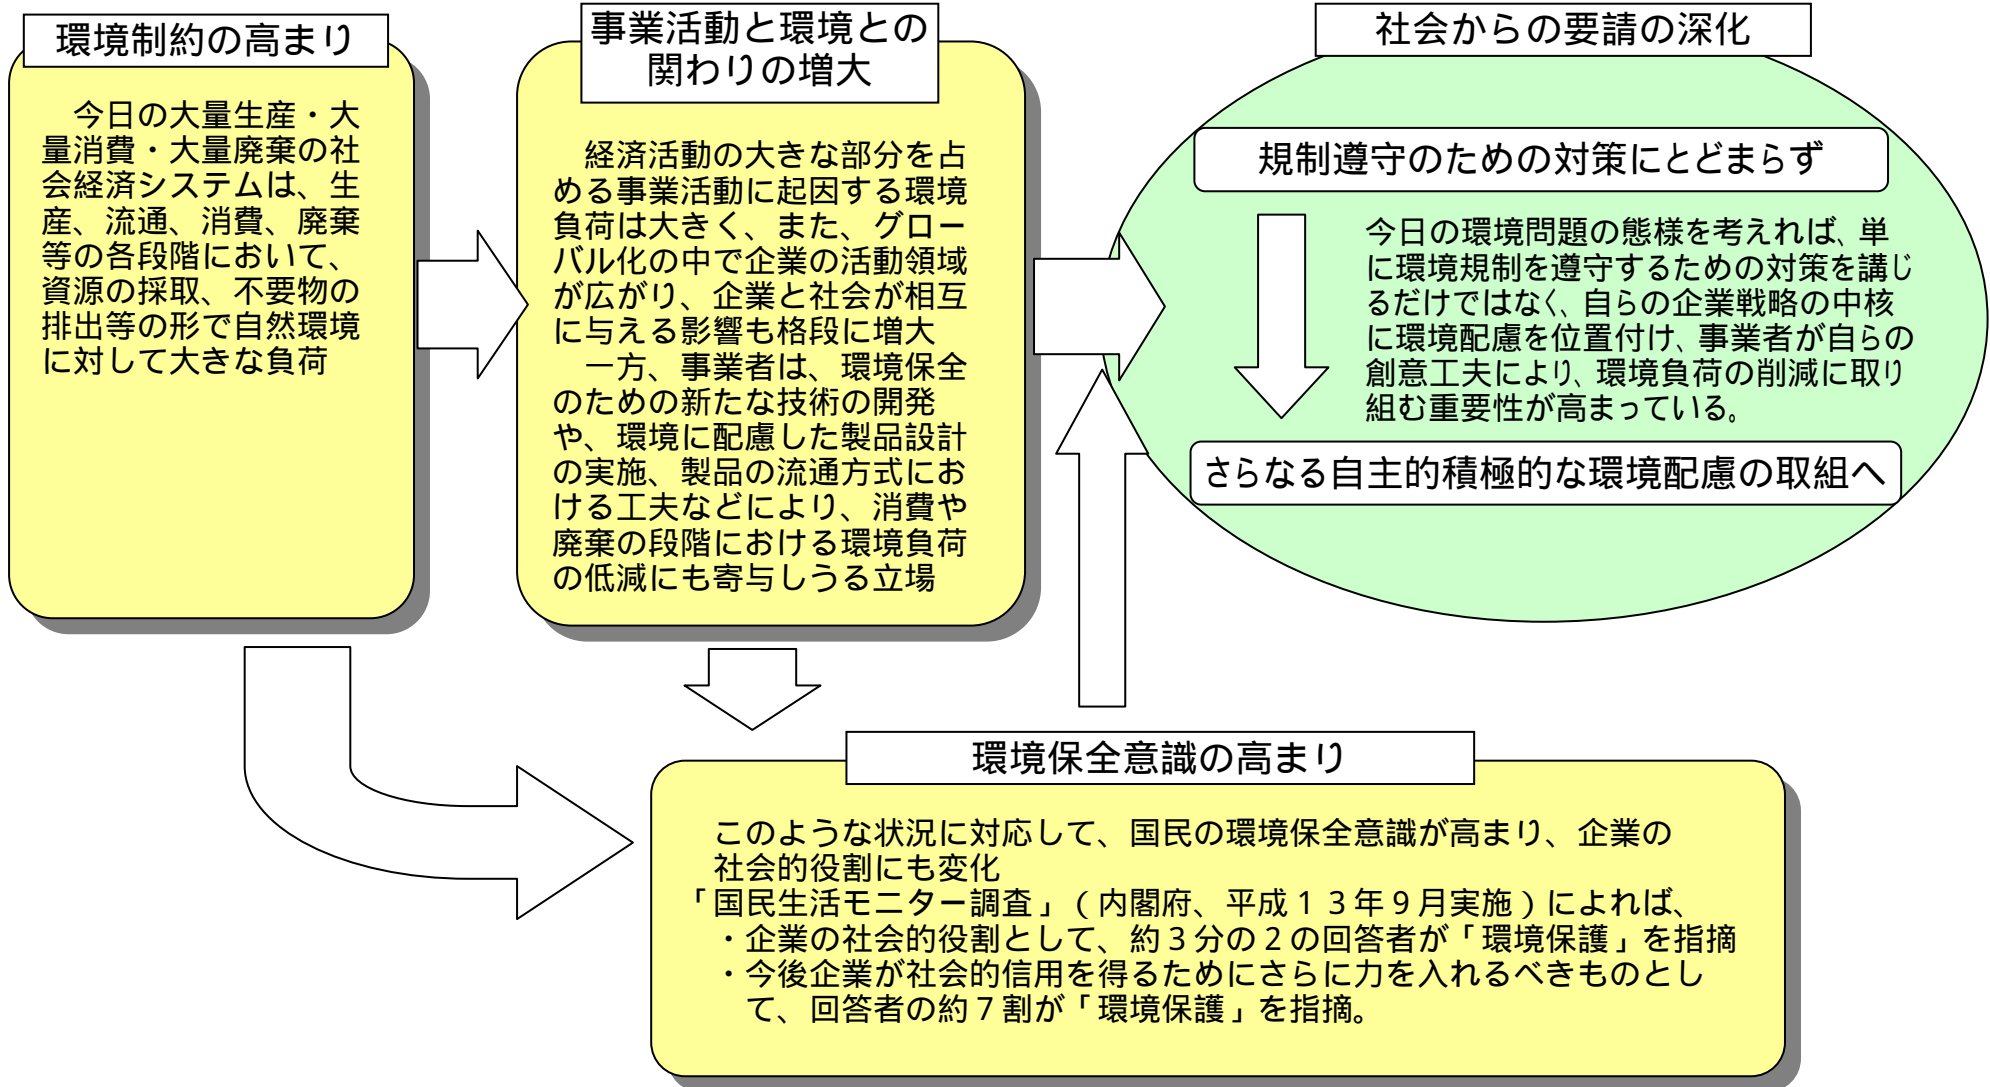 環境制約の高まり
今日の大量生産・大
量消費・大量廃棄の社
会経済システムは、生
産、流通、消費、廃棄
等の各段階において、
資源の採取、不要物の
排出等の形で自然環境
に対して大きな負荷
事業活動と環境との
関わりの増大
経済活動の大きな部分を占
める事業活動に起因する環境
負荷は大きく、また、グロー
バル化の中で企業の活動領域
が広がり、企業と社会が相互
に与える影響も格段に増大
一方、事業者は、環境保全
のための新たな技術の開発
や、環境に配慮した製品設計
の実施、製品の流通方式にお
ける工夫などにより、消費や
廃棄の段階における環境負荷
の低減にも寄与しうる立場
社会からの要請の深化
規制遵守のための対策にとどまらず
今日の環境問題の態様を考えれば、単
に環境規制を遵守するための対策を講じ
るだけではなく、自らの企業戦略の中核
に環境配慮を位置付け、事業者が自らの
創意工夫により、環境負荷の削減に取り
組む重要性が高まっている。
さらなる自主的積極的な環境配慮の取組へ
環境保全意識の高まり
このような状況に対応して、国民の環境保全意識が高まり、企業の
社会的役割にも変化
「国民生活モニター調査」（内閣府、平成１３年９月実施）によれば、
・企業の社会的役割として、約３分の２の回答者が「環境保護」を指摘
・今後企業が社会的信用を得るためにさらに力を入れるべきものとし
て、回答者の約７割が「環境保護」を指摘。